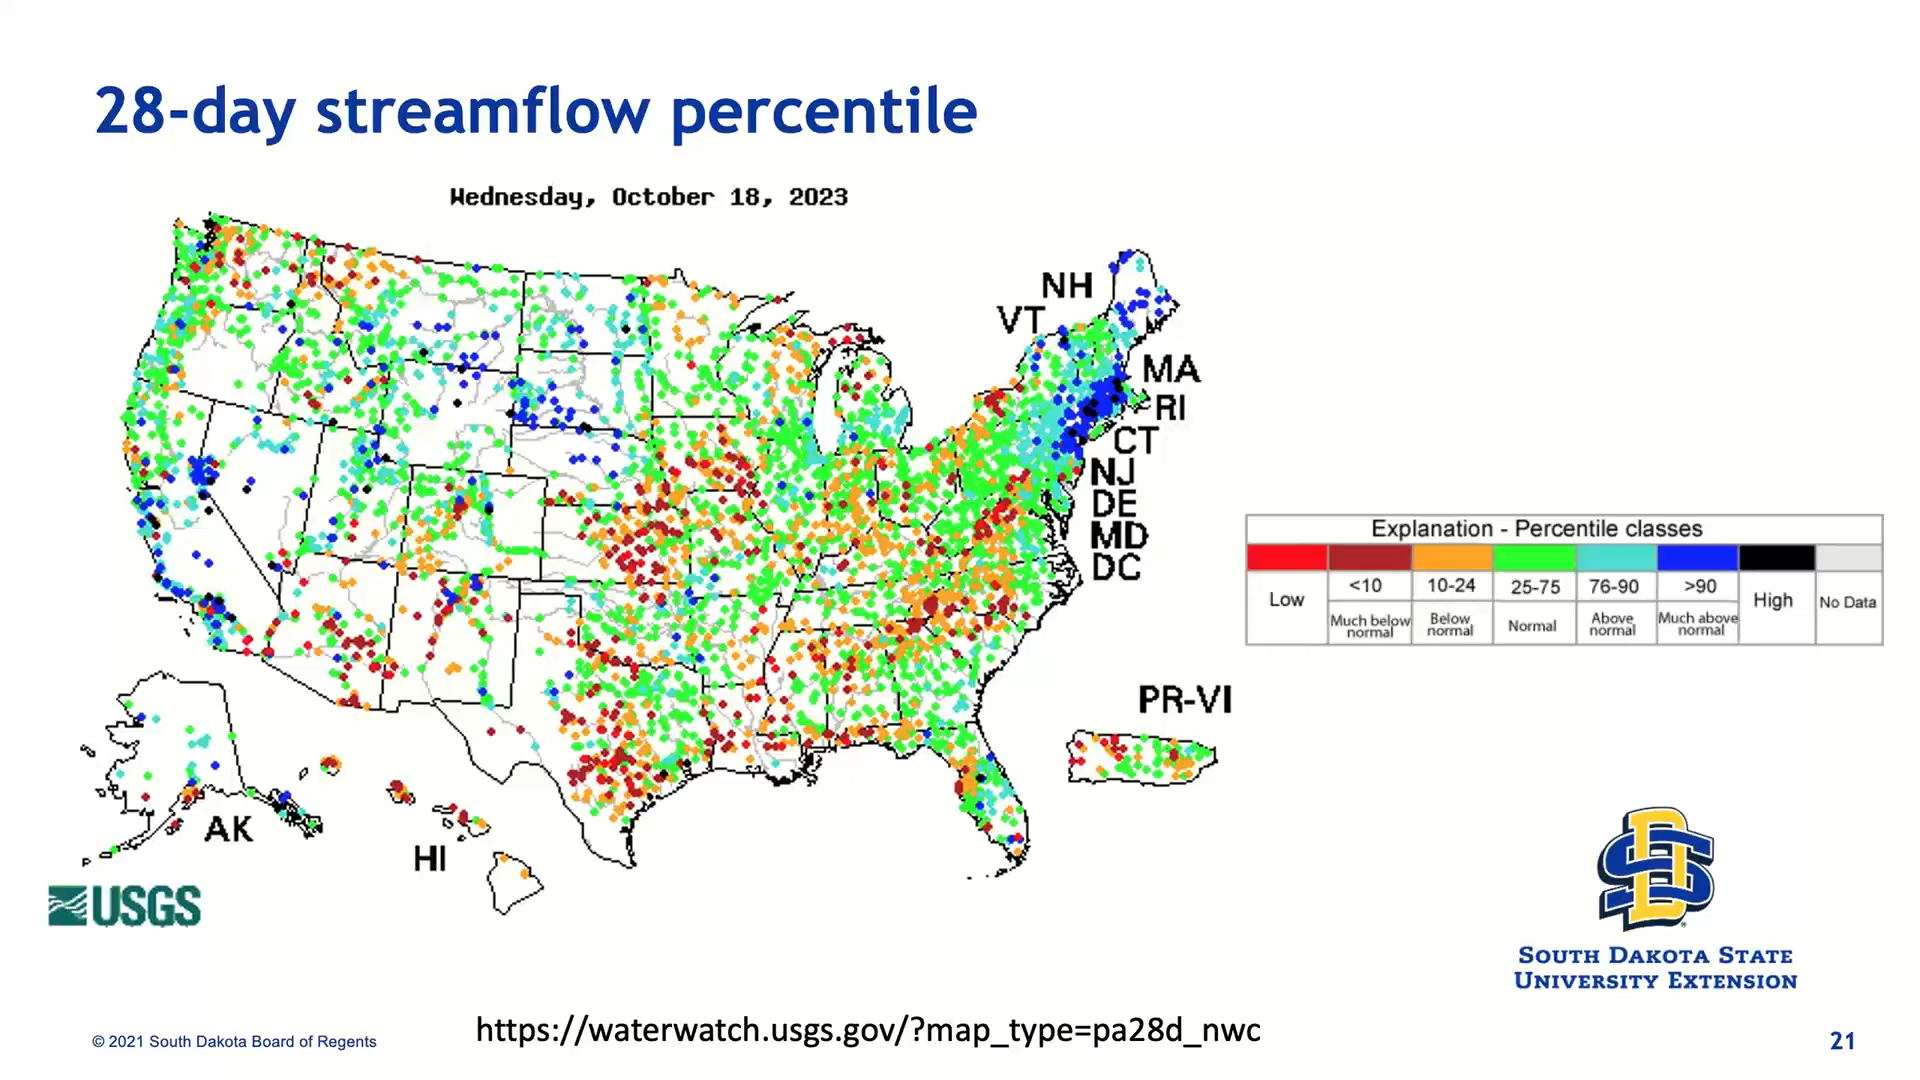 28-day streamflow percentile
Wednesday, October 18, 2023
NH
VT
MA
RI
CT
NJ
DE
MD
DC
Explanation - Percentile classes
Low
<10
10-24
25-75
76-90
>90
High
No Data
Much below
normal
Below
normal
Normal
Above
normal
Much above
normal
PR-VI
AK
HI
USGS
SD
SOUTH DAKOTA STATE
UNIVERSITY EXTENSION
© 2021 South Dakota Board of Regents
https://waterwatch.usgs.gov/?map_type=pa28d_nwc
21